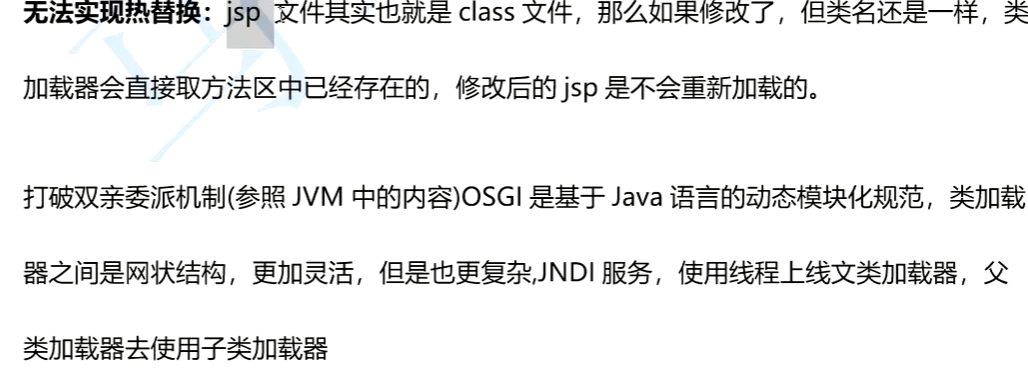 无法实现热替换：jsp 文件其实也就是 class 文件，那么如果修改了，但类名还是一样，类
加载器会直接取方法区中已经存在的，修改后的 jsp 是不会重新加载的。
打破双亲委派机制(参照 JVM 中的内容)OSGI 是基于 Java 语言的动态模块化规范，类加载
器之间是网状结构，更加灵活，但是也更复杂,JNDI 服务，使用线程上线文类加载器，父
类加载器去使用子类加载器